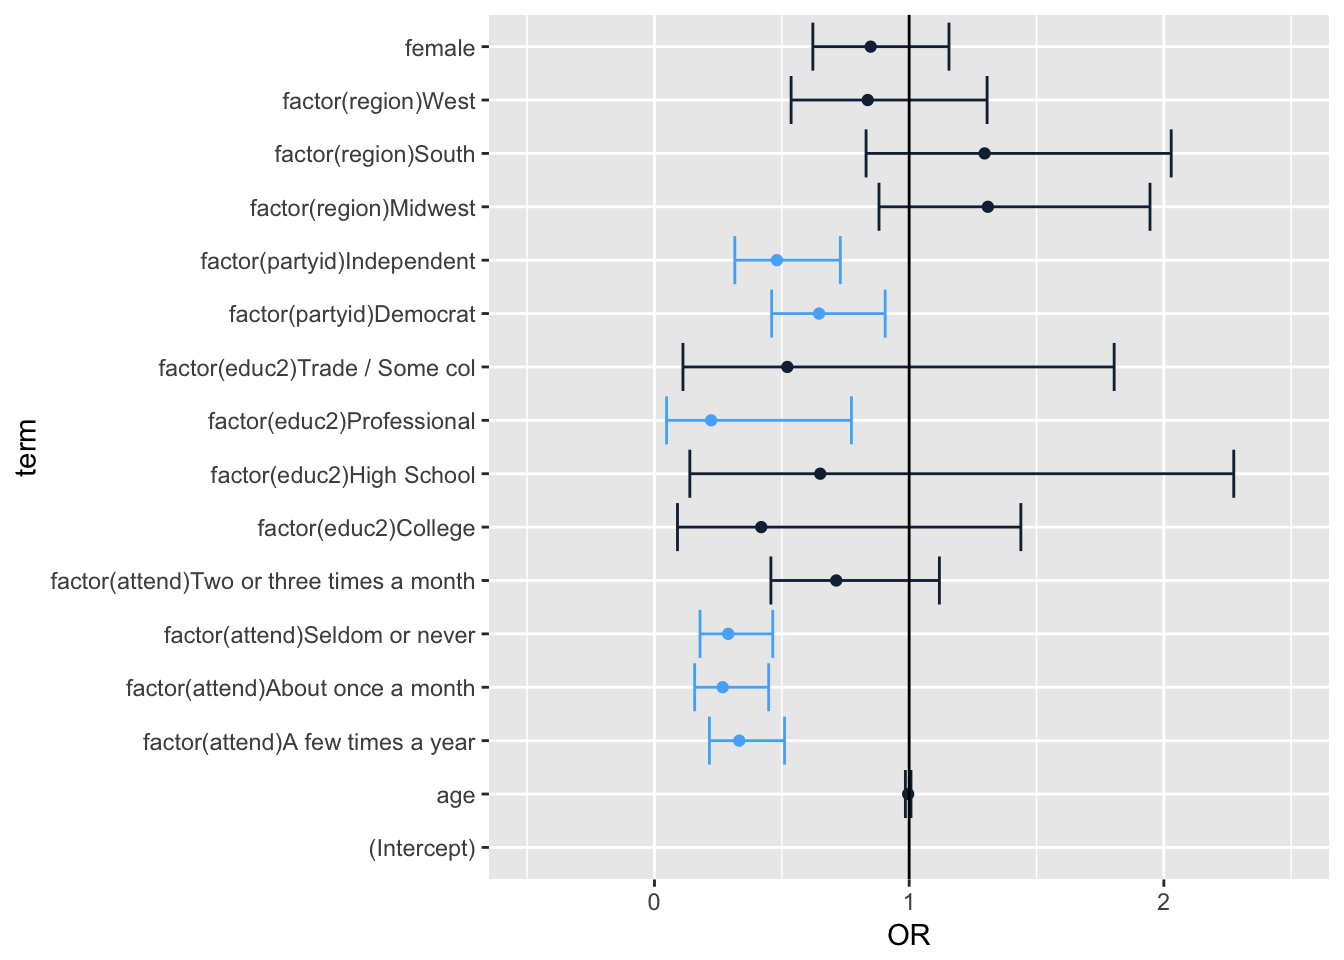 female
factor(region)West
factor(region)South
factor(region)Midwest
factor(partyid)Independent
factor(partyid)Democrat
factor(educ2)Trade / Some col
factor(educ2)Professional
factor(educ2)High School
factor(educ2)College
factor(attend)Two or three times a month
factor(attend)Seldom or never
factor(attend)About once a month
factor(attend)A few times a year
age
(Intercept)
term
0 1 2
OR